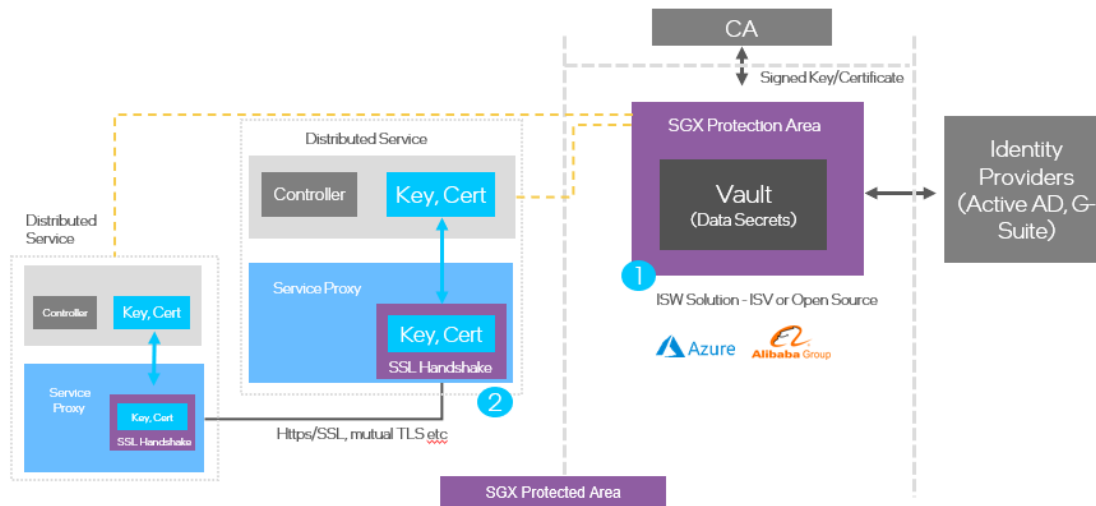 CA
Signed Key/Certificate
SGX Protection Area
Vault
(Data Secrets)
1
ISW Solution - ISV or Open Source
Azure
Alibaba Group
Identity
Providers
(Active AD, G-
Suite)
Distributed Service
Controller
Key, Cert
Service Proxy
Key, Cert
SSL Handshake
2
Distributed
Service
Controller
Key, Cert
Service
Proxy
Key, Cert
SSL Handshake
Https/SSL, mutual TLS etc
SGX Protected Area